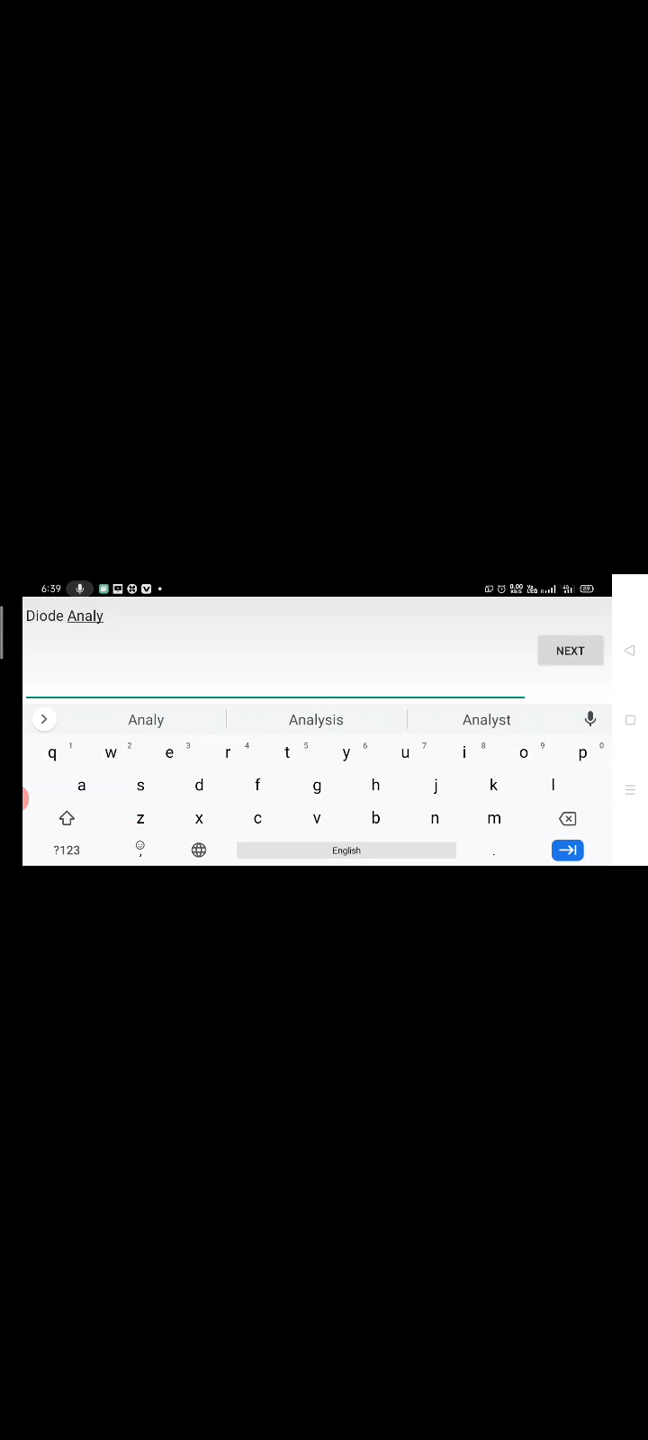 6:39
Diode Analy
NEXT
Analy Analysis Analyst
q 1 w 2 e 3 r 4 t 5 y 6 u 7 i 8 o 9 p 0
a s d f g h j k l
z x c v b n m
?123 , English .